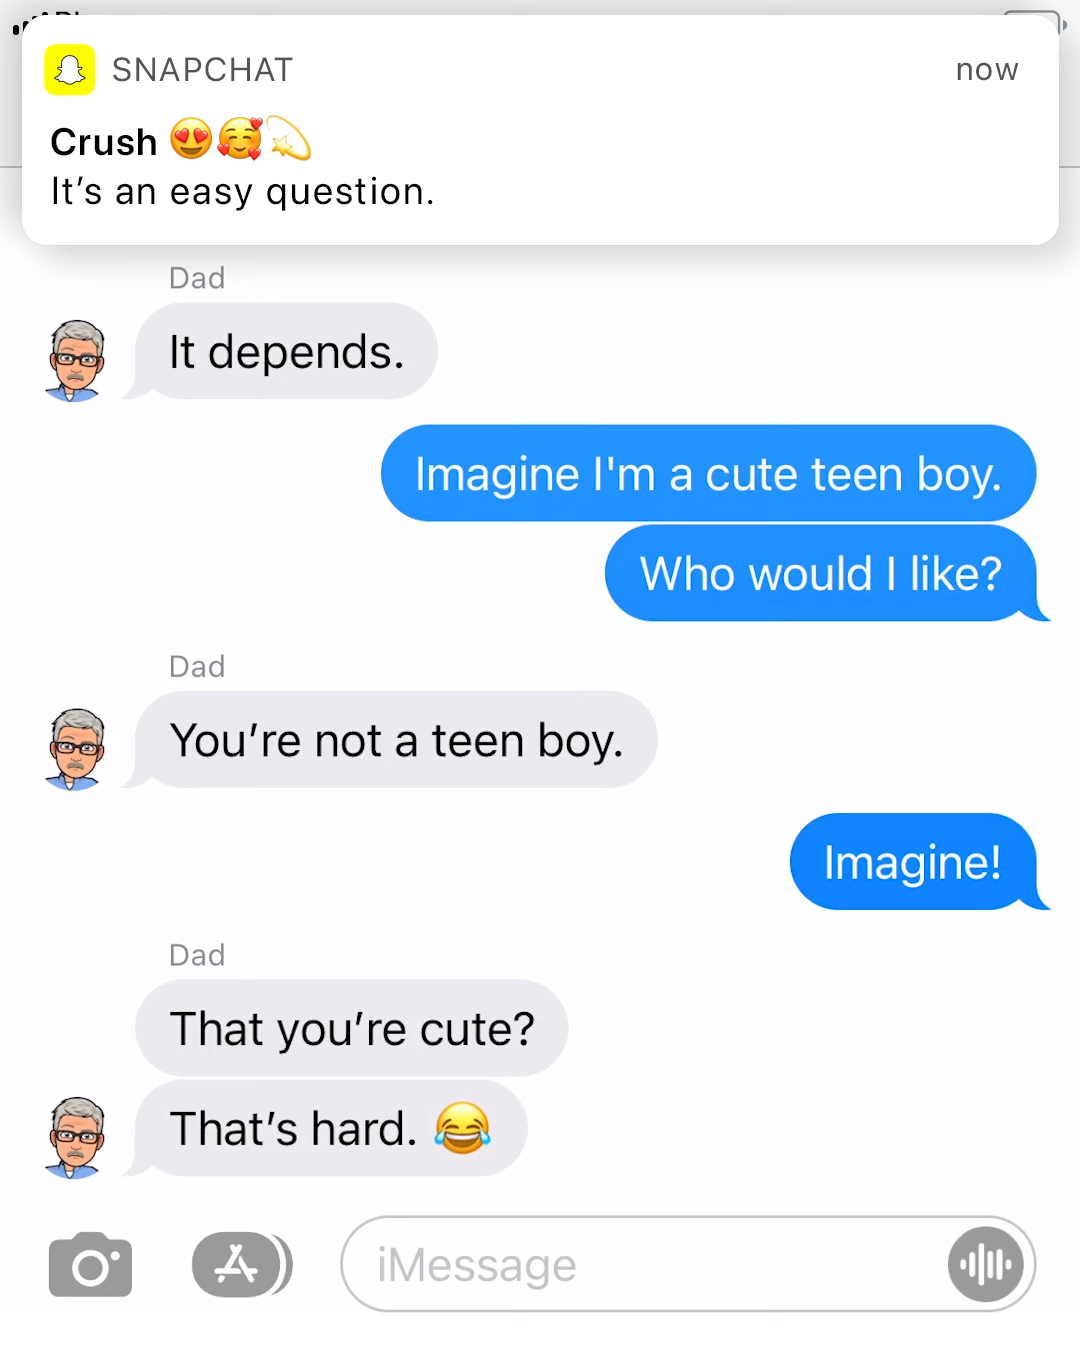 SNAPCHAT
now
Crush 😍🥰💫
It’s an easy question.
Dad
It depends.
Imagine I'm a cute teen boy.
Who would I like?
Dad
You’re not a teen boy.
Imagine!
Dad
That you’re cute?
That’s hard. 😂
iMessage